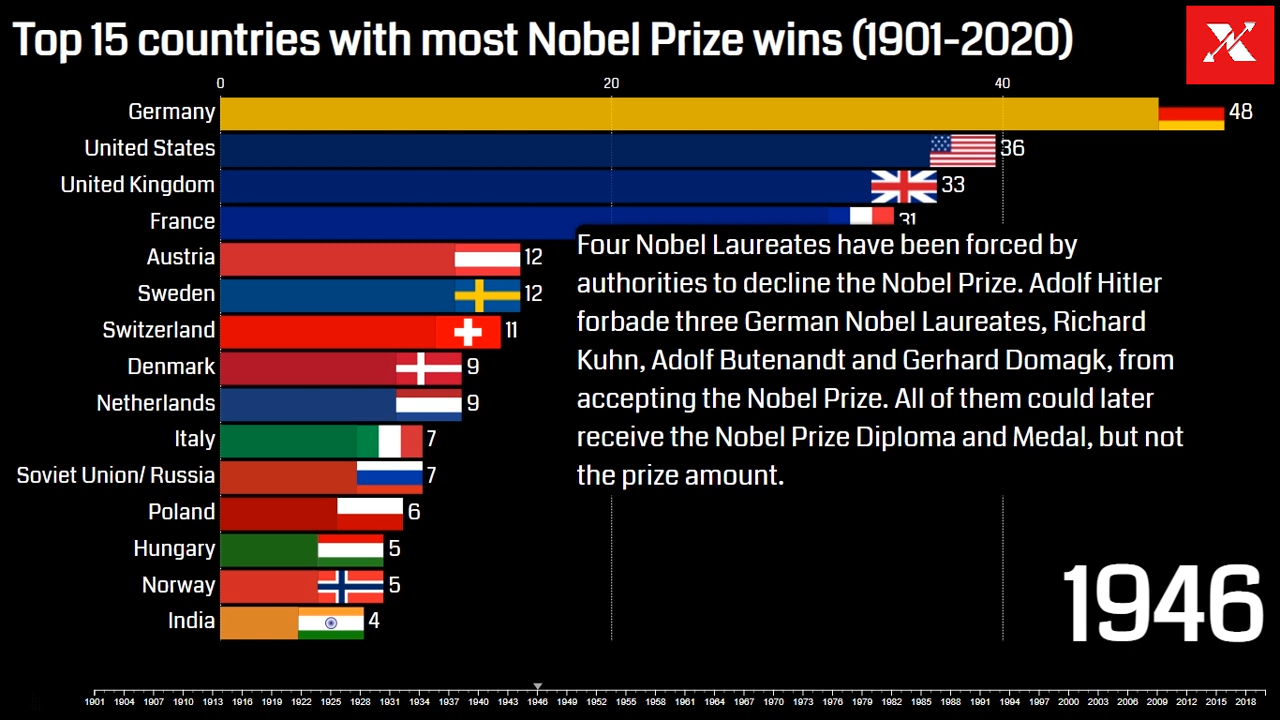 Top 15 countries with most Nobel Prize wins (1901-2020)
0 20 40
Germany 48
United States 36
United Kingdom 33
France 31
Austria 12
Sweden 12
Switzerland 11
Denmark 9
Netherlands 9
Italy 7
Soviet Union/ Russia 7
Poland 6
Hungary 5
Norway 5
India 4
Four Nobel Laureates have been forced by
authorities to decline the Nobel Prize. Adolf Hitler
forbade three German Nobel Laureates, Richard
Kuhn, Adolf Butenandt and Gerhard Domagk, from
accepting the Nobel Prize. All of them could later
receive the Nobel Prize Diploma and Medal, but not
the prize amount.
1946
1901 1904 1907 1910 1913 1916 1919 1922 1925 1928 1931 1934 1937 1940 1943 1946 1949 1952 1955 1958 1961 1964 1967 1970 1973 1976 1979 1982 1985 1988 1991 1994 1997 2000 2003 2006 2009 2012 2015 2018